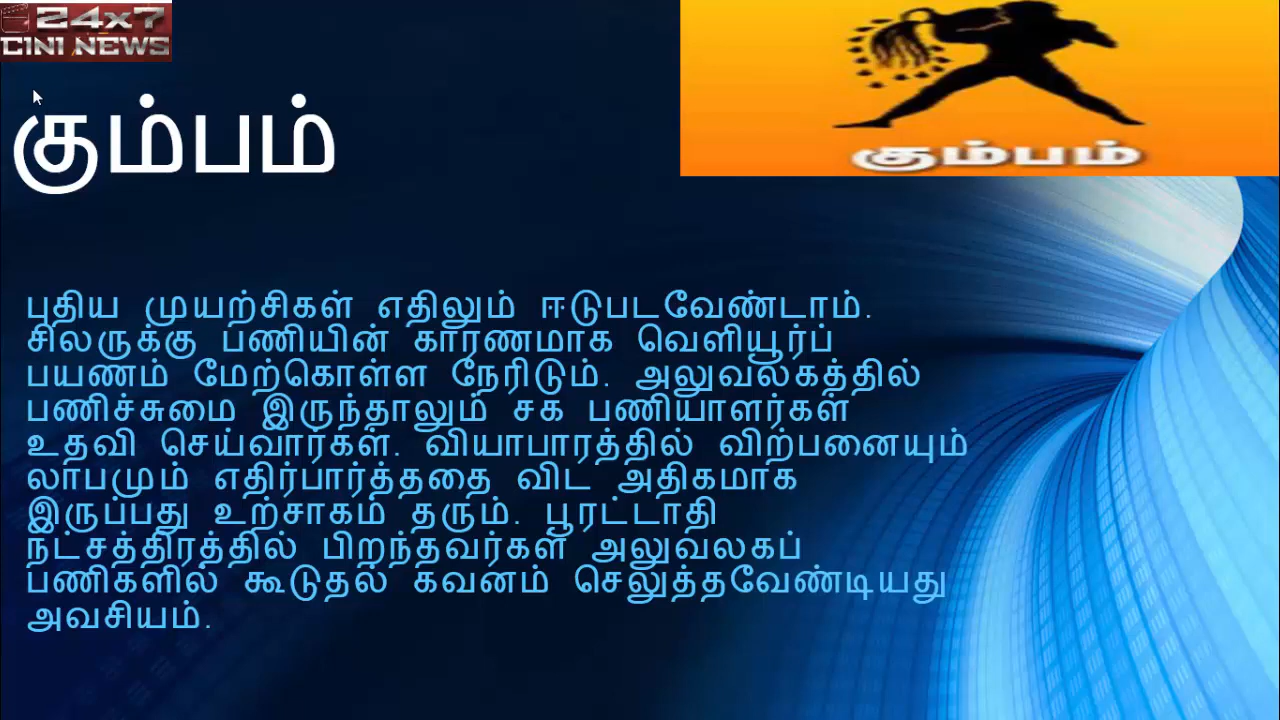 24x7
CINI NEWS
கும்பம்
கும்பம்
புதிய முயற்சிகள் எதிலும் ஈடுபடவேண்டாம்.
சிலருக்கு பணியின் காரணமாக வெளியூர்ப்
பயணம் மேற்கொள்ள நேரிடும். அலுவலகத்தில்
பணிச்சுமை இருந்தாலும் சக பணியாளர்கள்
உதவி செய்வார்கள். வியாபாரத்தில் விற்பனையும்
லாபமும் எதிர்பார்த்ததை விட அதிகமாக
இருப்பது உற்சாகம் தரும். பூரட்டாதி
நட்சத்திரத்தில் பிறந்தவர்கள் அலுவலகப்
பணிகளில் கூடுதல் கவனம் செலுத்தவேண்டியது
அவசியம்.